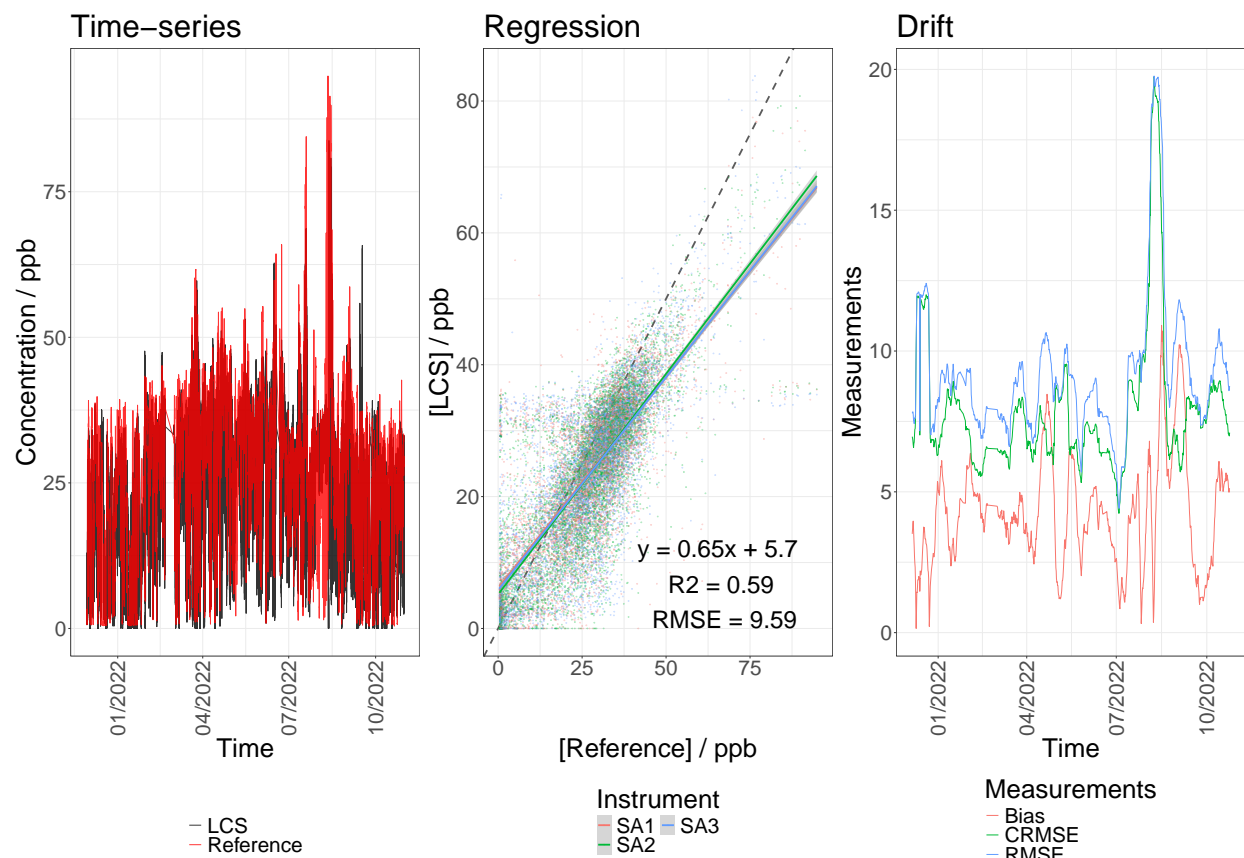 Time−series
Regression
Drift
Concentration / ppb
75
50
25
0
01/2022
04/2022
07/2022
10/2022
Time
LCS
Reference
[LCS] / ppb
80
60
40
20
0
y = 0.65x + 5.7
R2 = 0.59
RMSE = 9.59
0
25
50
75
[Reference] / ppb
Instrument
SA1
SA3
SA2
Measurements
20
15
10
5
0
01/2022
04/2022
07/2022
10/2022
Time
Measurements
Bias
CRMSE
RMSE